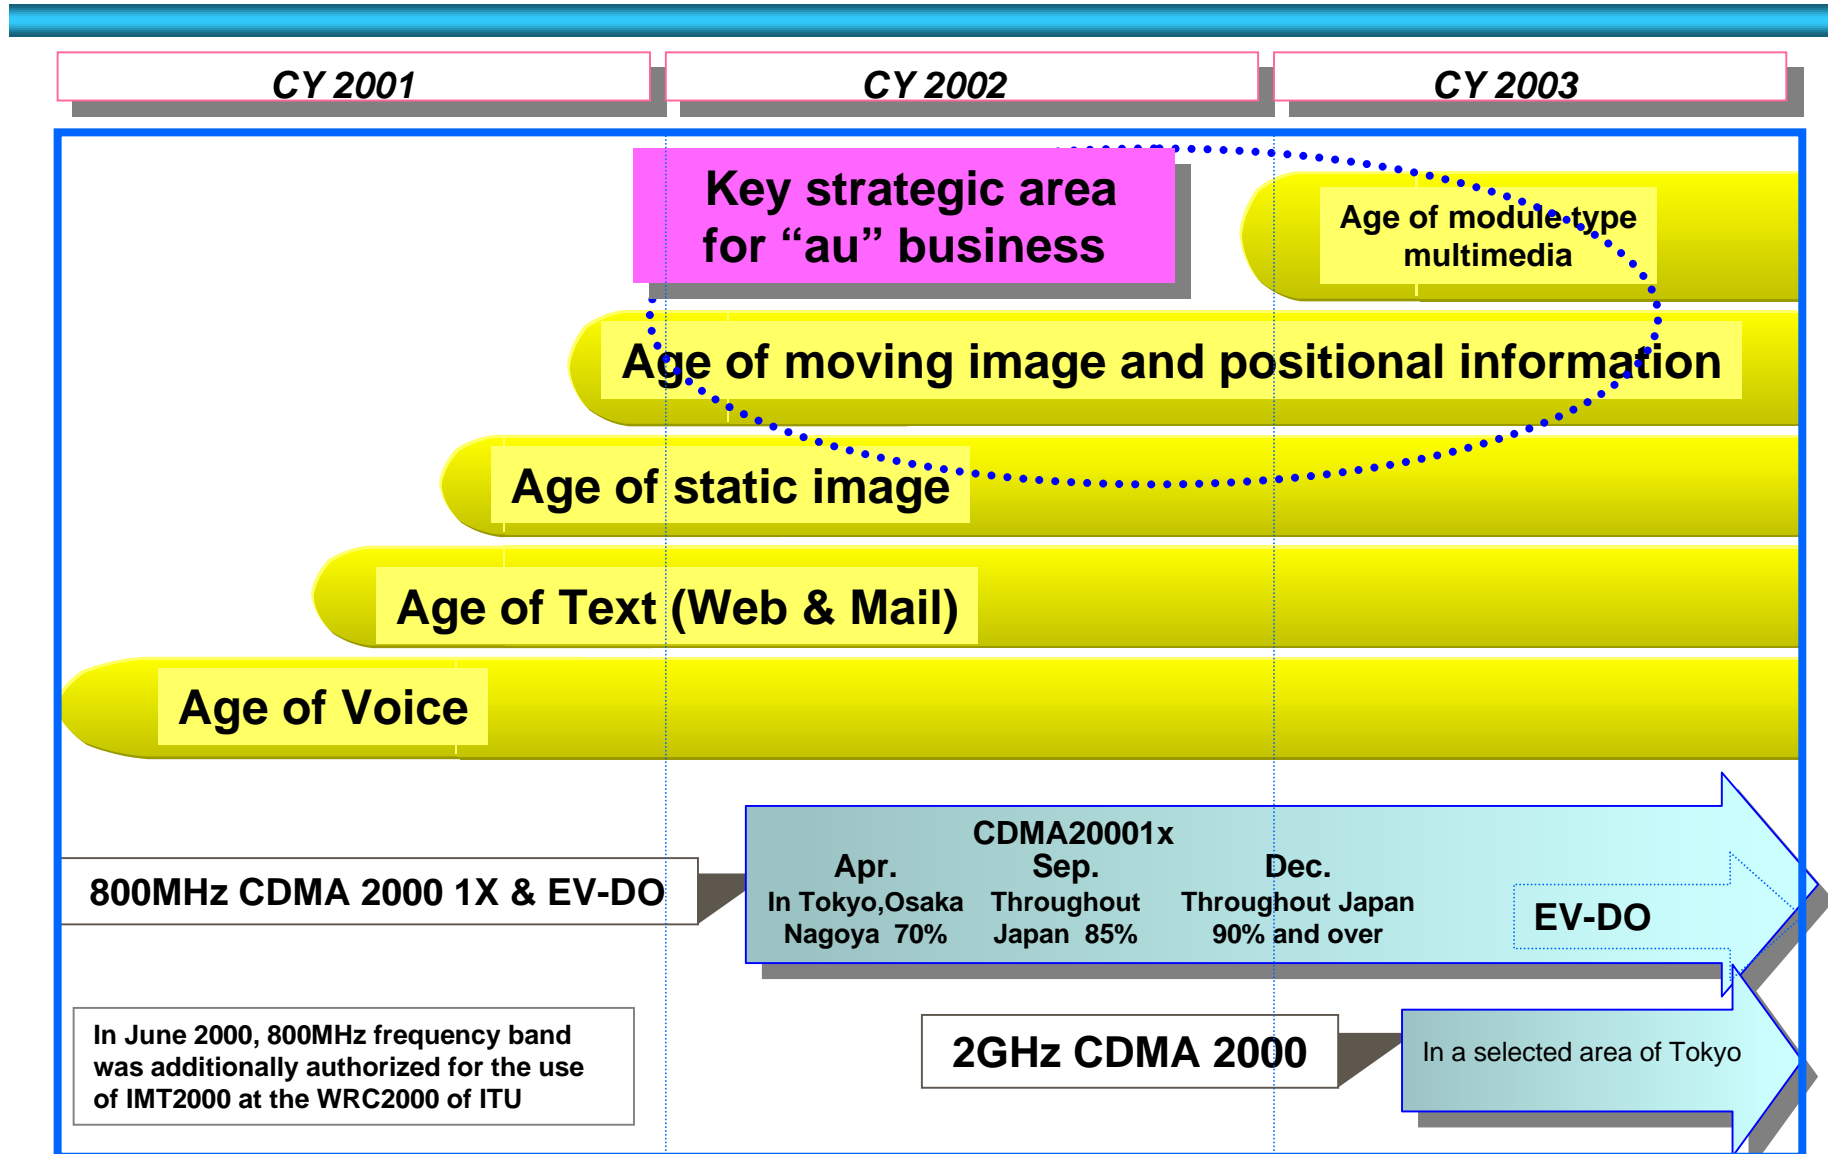 CY 2001
CY 2002
CY 2003
Key strategic area
for “au” business
Age of module type
multimedia
Age of moving image and positional information
Age of static image
Age of Text (Web & Mail)
Age of Voice
800MHz CDMA 2000 1X & EV-DO
CDMA20001x
Apr.
In Tokyo,Osaka
Nagoya 70%
Sep.
Throughout
Japan 85%
Dec.
Throughout Japan
90% and over
EV-DO
In June 2000, 800MHz frequency band
was additionally authorized for the use
of IMT2000 at the WRC2000 of ITU
2GHz CDMA 2000
In a selected area of Tokyo